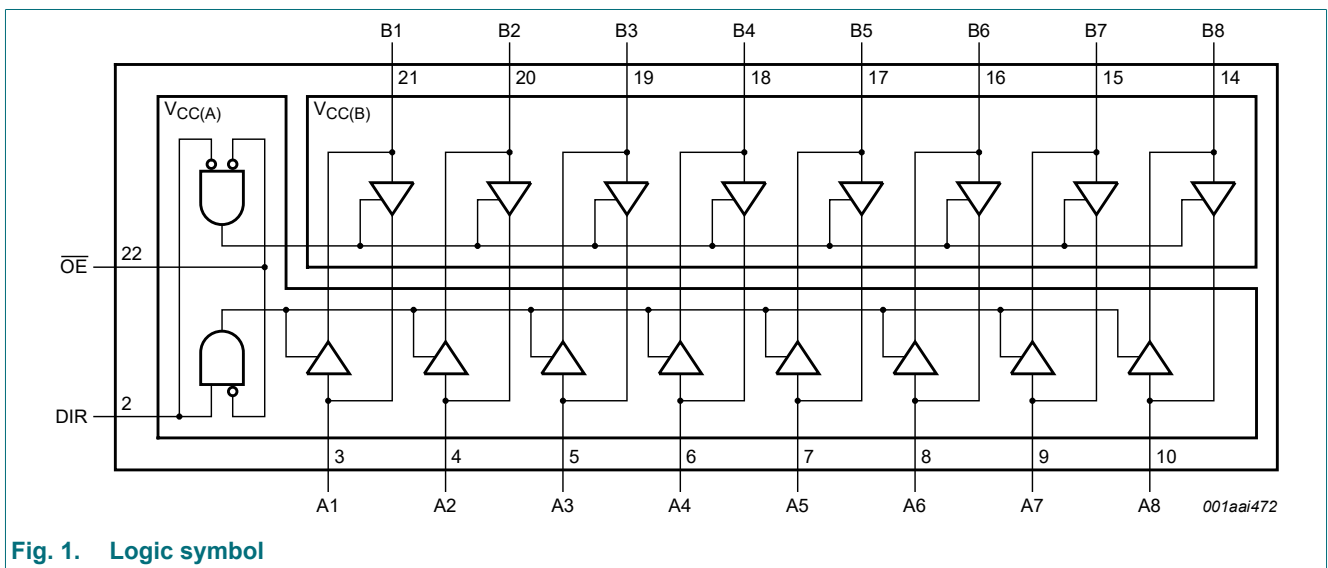 B1 B2 B3 B4 B5 B6 B7 B8
21 20 19 18 17 16 15 14
VCC(A) VCC(B)
22
OE
2
DIR
3 4 5 6 7 8 9 10
A1 A2 A3 A4 A5 A6 A7 A8 001aai472
Fig. 1. Logic symbol